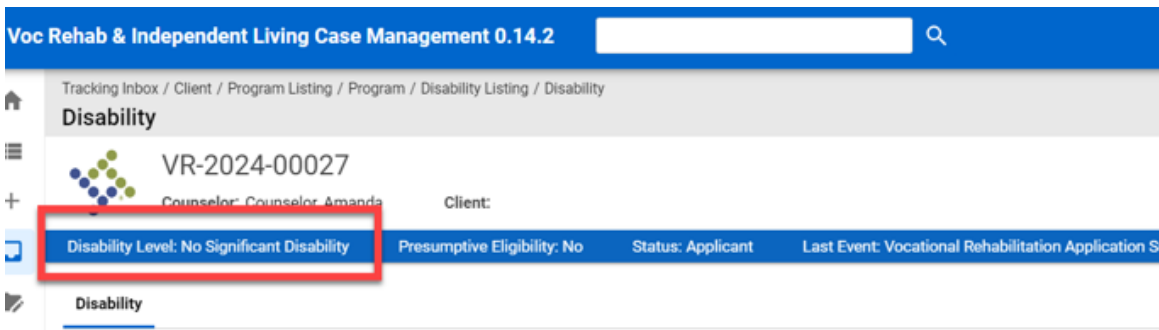 Voc Rehab & Independent Living Case Management 0.14.2
Tracking Inbox / Client / Program Listing / Program / Disability Listing / Disability
Disability
VR-2024-00027
Counselor: Counselor, Amanda Client:
Disability Level: No Significant Disability Presumptive Eligibility: No Status: Applicant Last Event: Vocational Rehabilitation Application S
Disability